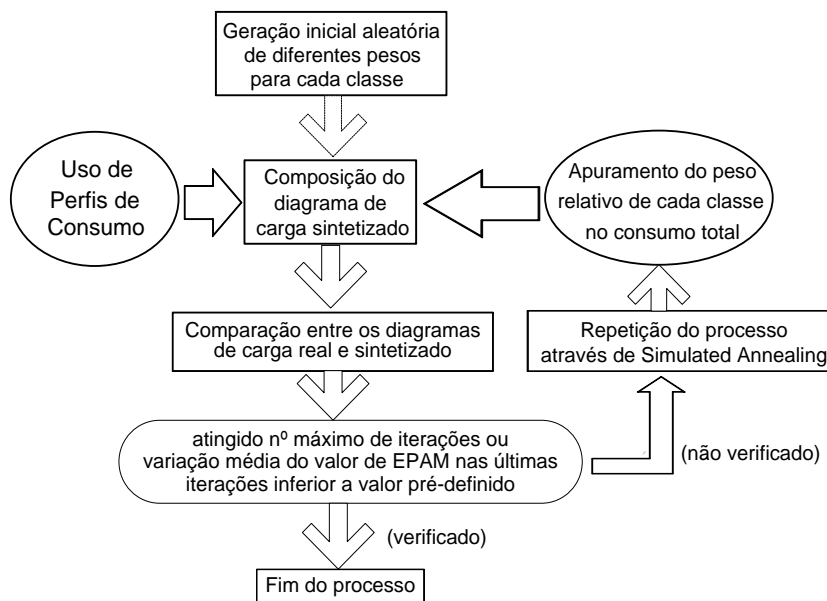 Geração inicial aleatória
de diferentes pesos
para cada classe
Uso de
Perfis de
Consumo
Composição do
diagrama de
carga sintetizado
Apuramento do peso
relativo de cada classe
no consumo total
Comparação entre os diagramas
de carga real e sintetizado
Repetição do processo
através de Simulated Annealing
atingido nº máximo de iterações ou
variação média do valor de EPAM nas últimas
iterações inferior a valor pré-definido
(não verificado)
(verificado)
Fim do processo